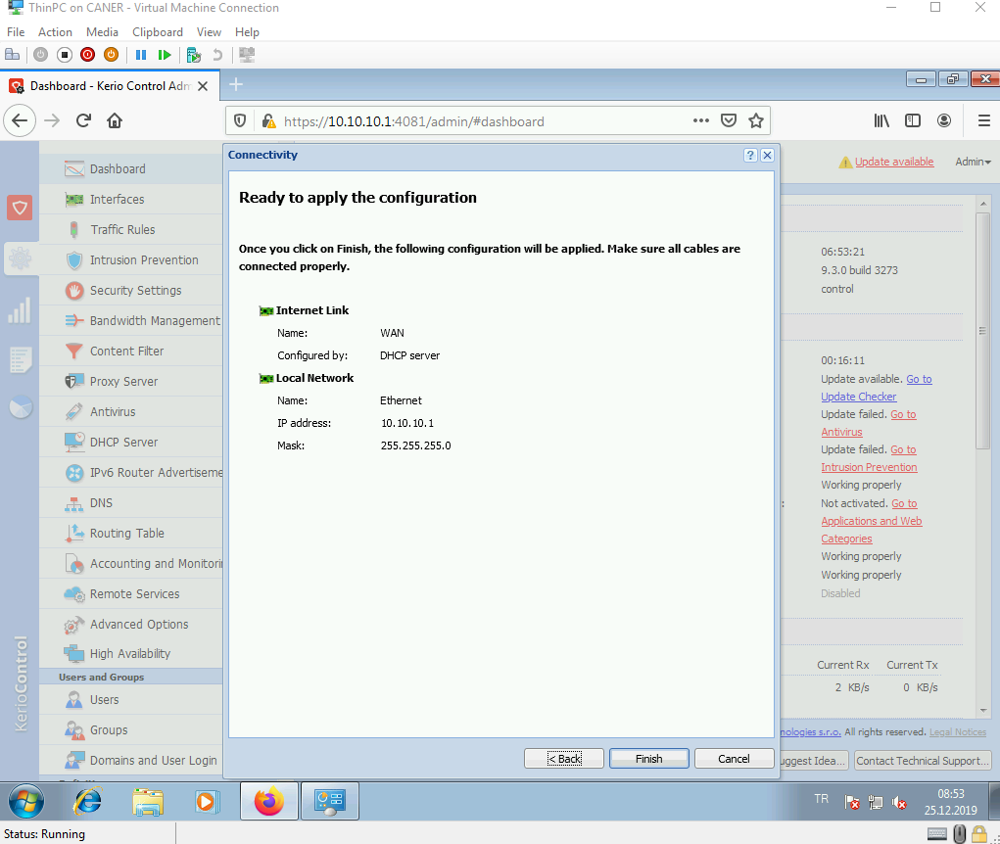 ThinPC on CANER - Virtual Machine Connection
File Action Media Clipboard View Help
Dashboard - Kerio Control Adm
https://10.10.10.1:4081/admin/#dashboard
Dashboard
Interfaces
Traffic Rules
Intrusion Prevention
Security Settings
Bandwidth Management
Content Filter
Proxy Server
Antivirus
DHCP Server
IPv6 Router Advertiseme
DNS
Routing Table
Accounting and Monitori
Remote Services
Advanced Options
High Availability
Users and Groups
Users
Groups
Domains and User Login
KerioControl
Connectivity
Ready to apply the configuration
Once you click on Finish, the following configuration will be applied. Make sure all cables are
connected properly.
Internet Link
Name: WAN
Configured by: DHCP server
Local Network
Name: Ethernet
IP address: 10.10.10.1
Mask: 255.255.255.0
< Back Finish Cancel
Update available Admin
06:53:21
9.3.0 build 3273
control
00:16:11
Update available. Go to
Update Checker
Update failed. Go to
Antivirus
Update failed. Go to
Intrusion Prevention
Working properly
: Not activated. Go to
Applications and Web
Categories
Working properly
Working properly
Disabled
Current Rx Current Tx
2 KB/s 0 KB/s
nologies s.r.o. All rights reserved. Legal Notices
uggest Idea... Contact Technical Support...
TR
08:53
25.12.2019
Status: Running